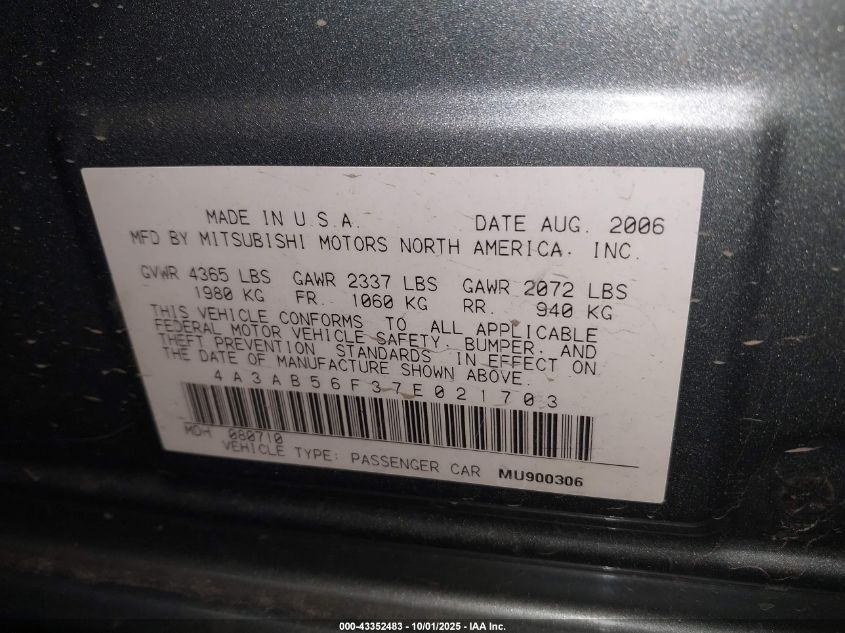 MADE IN U.S.A. DATE AUG. 2006
MFD BY MITSUBISHI MOTORS NORTH AMERICA. INC.
GVWR 4365 LBS GAWR 2337 LBS GAWR 2072 LBS
1980 KG FR. 1060 KG RR. 940 KG
THIS VEHICLE CONFORMS TO ALL APPLICABLE
FEDERAL MOTOR VEHICLE SAFETY, BUMPER, AND
THEFT PREVENTION STANDARDS IN EFFECT ON
THE DATE OF MANUFACTURE SHOWN ABOVE.
4A3AB56F37E021703
MDH 080710
VEHICLE TYPE: PASSENGER CAR MU900306
000-43352483 - 10/01/2025 - IAA Inc.